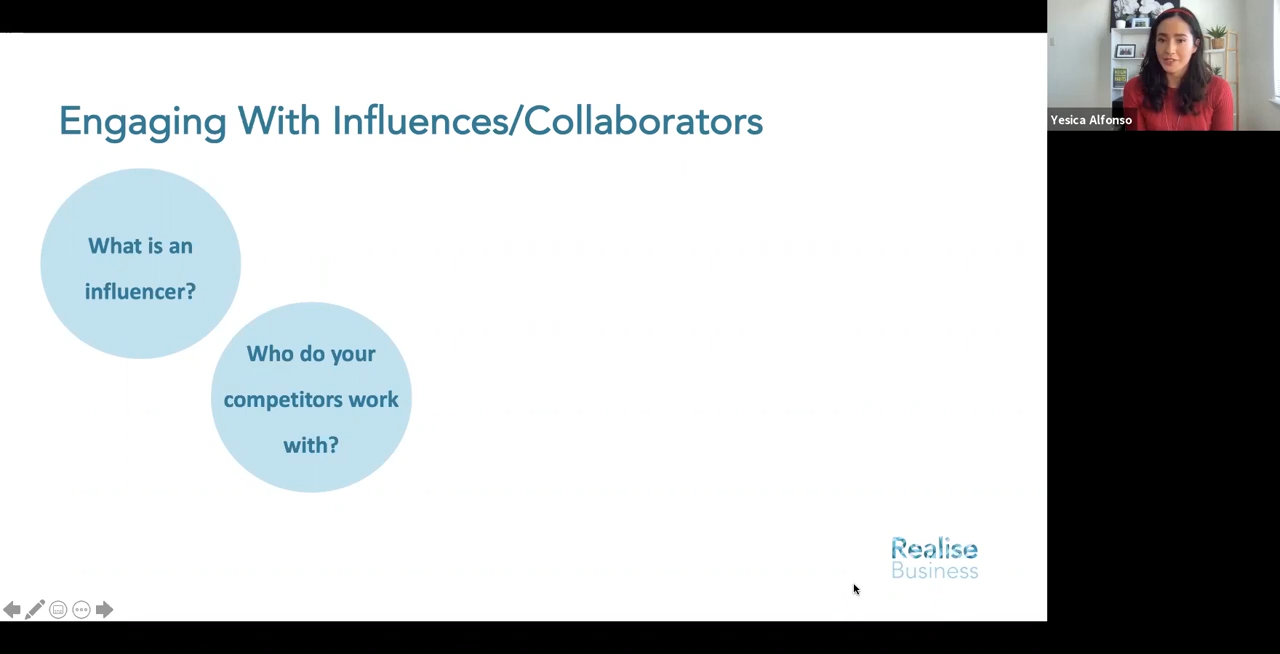 Engaging With Influences/Collaborators
What is an
influencer?
Who do your
competitors work
with?
Realise
Business
Yesica Alfonso